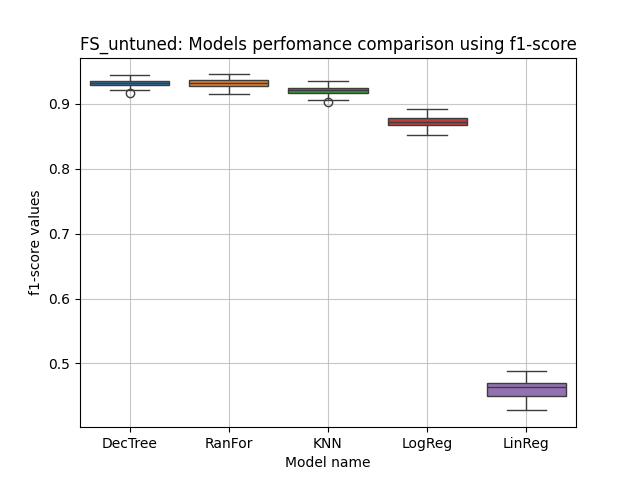 FS_untuned: Models perfomance comparison using f1-score
0.9
0.8
0.7
0.6
0.5
f1-score values
DecTree RanFor KNN LogReg LinReg
Model name